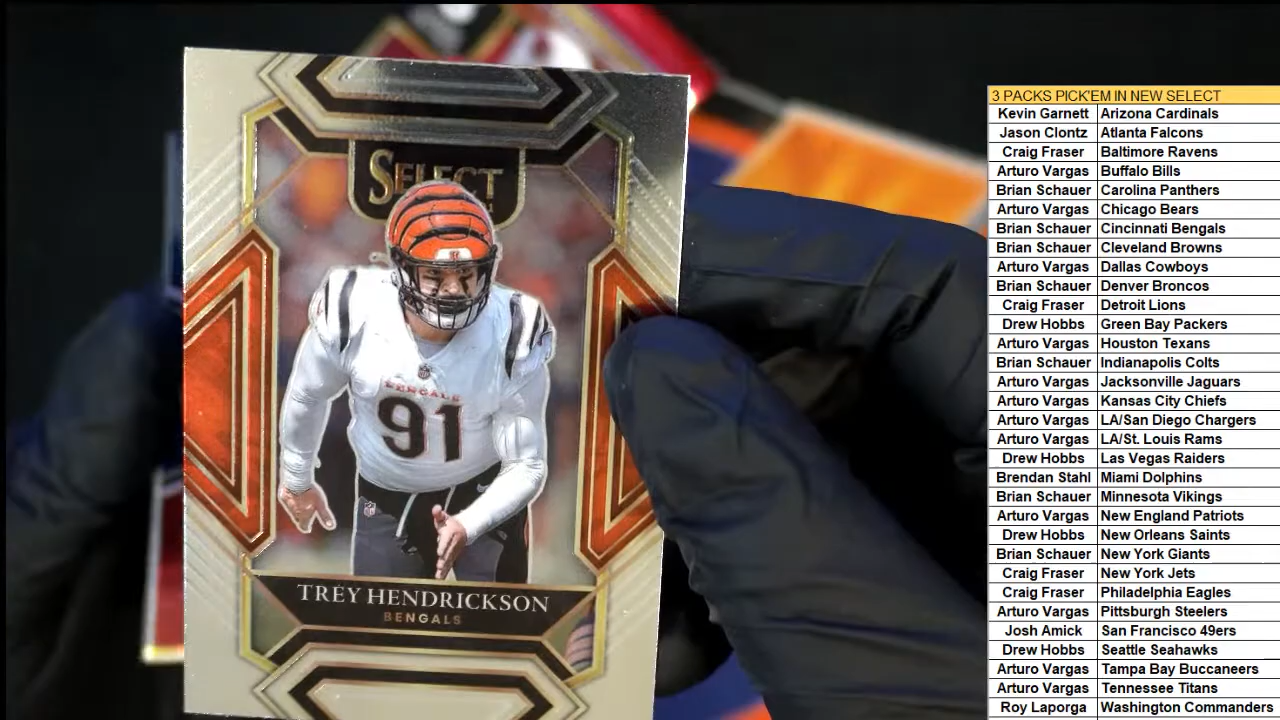 SELECT
BENGALS
91
TREY HENDRICKSON
BENGALS
3 PACKS PICK'EM IN NEW SELECT
Kevin Garnett Arizona Cardinals
Jason Clontz Atlanta Falcons
Craig Fraser Baltimore Ravens
Arturo Vargas Buffalo Bills
Brian Schauer Carolina Panthers
Arturo Vargas Chicago Bears
Brian Schauer Cincinnati Bengals
Brian Schauer Cleveland Browns
Arturo Vargas Dallas Cowboys
Brian Schauer Denver Broncos
Craig Fraser Detroit Lions
Drew Hobbs Green Bay Packers
Arturo Vargas Houston Texans
Brian Schauer Indianapolis Colts
Arturo Vargas Jacksonville Jaguars
Arturo Vargas Kansas City Chiefs
Arturo Vargas LA/San Diego Chargers
Arturo Vargas LA/St. Louis Rams
Drew Hobbs Las Vegas Raiders
Brendan Stahl Miami Dolphins
Brian Schauer Minnesota Vikings
Arturo Vargas New England Patriots
Drew Hobbs New Orleans Saints
Brian Schauer New York Giants
Craig Fraser New York Jets
Craig Fraser Philadelphia Eagles
Arturo Vargas Pittsburgh Steelers
Josh Amick San Francisco 49ers
Drew Hobbs Seattle Seahawks
Arturo Vargas Tampa Bay Buccaneers
Arturo Vargas Tennessee Titans
Roy Laporga Washington Commanders